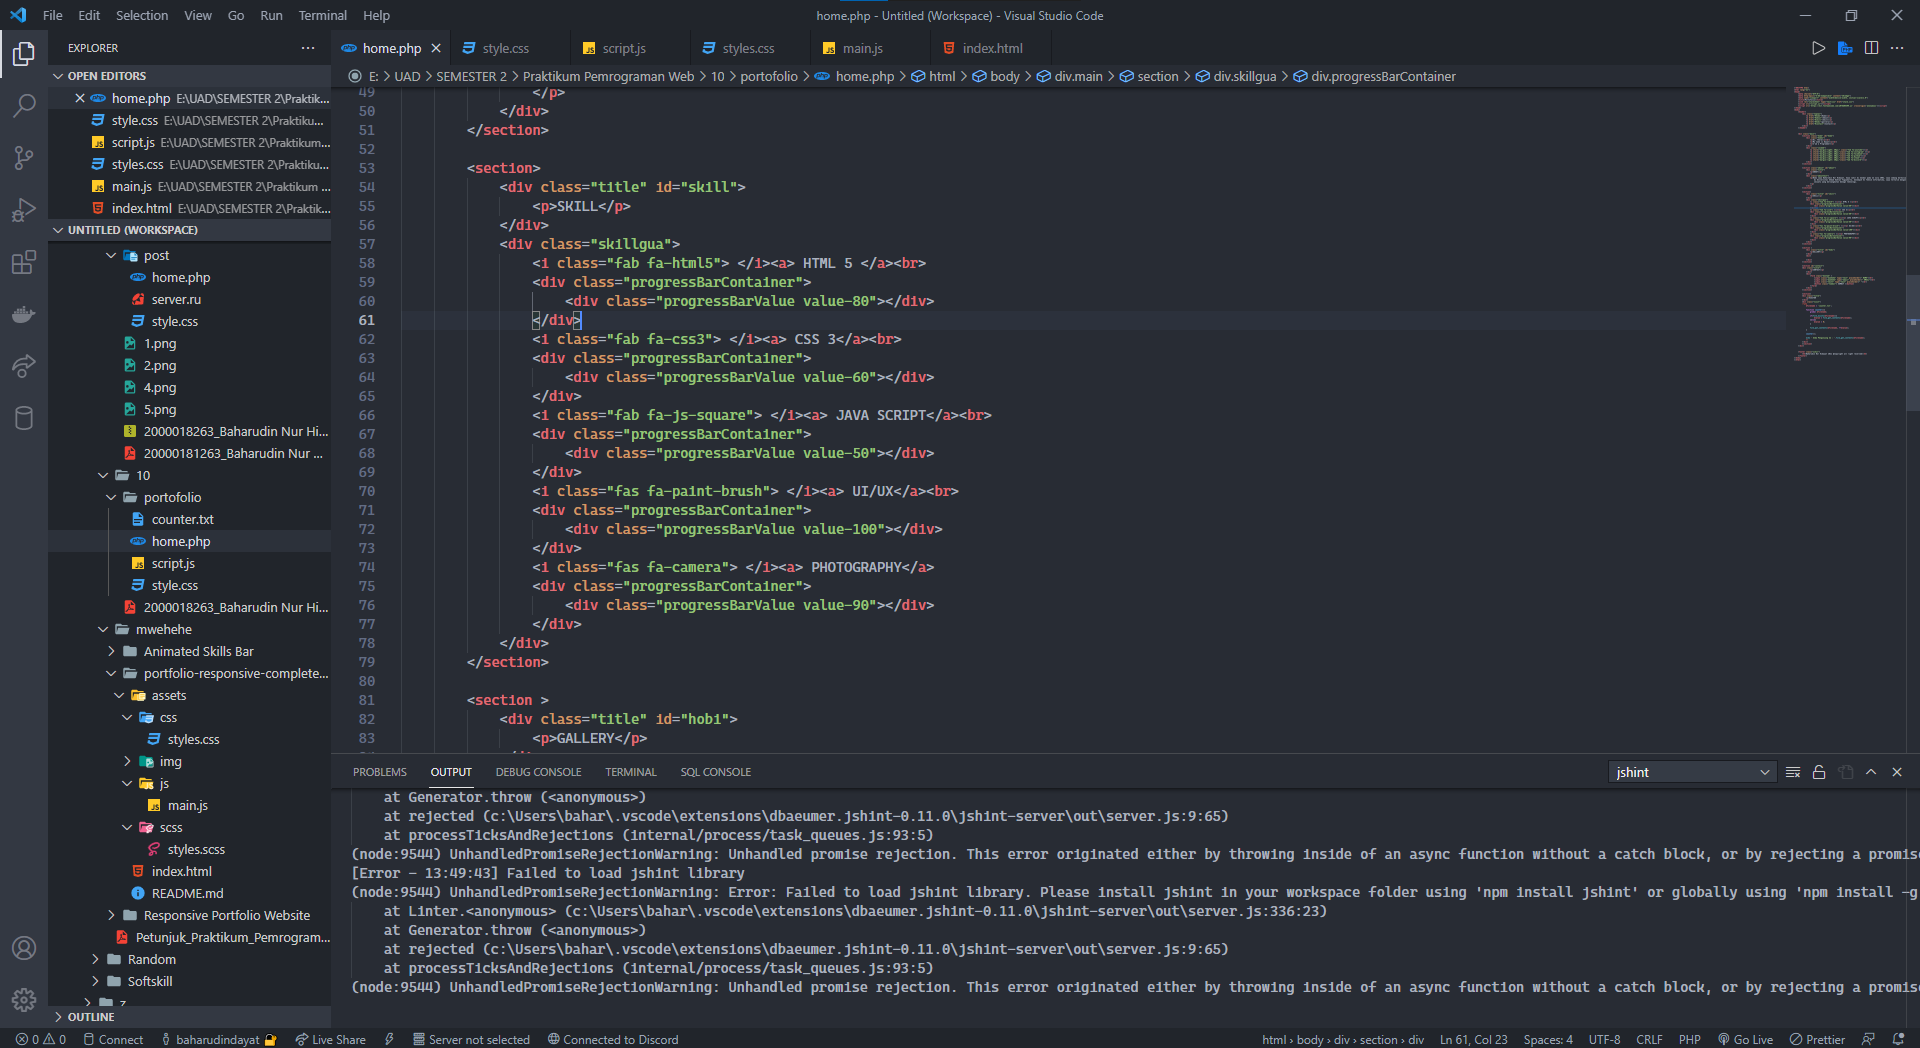 File Edit Selection View Go Run Terminal Help
home.php - Untitled (Workspace) - Visual Studio Code
EXPLORER
OPEN EDITORS
home.php E:\UAD\SEMESTER 2\Praktik...
style.css E:\UAD\SEMESTER 2\Praktiku...
script.js E:\UAD\SEMESTER 2\Praktikum...
styles.css E:\UAD\SEMESTER 2\Praktiku...
main.js E:\UAD\SEMESTER 2\Praktikum ...
index.html E:\UAD\SEMESTER 2\Praktik...
UNTITLED (WORKSPACE)
post
home.php
server.ru
style.css
1.png
2.png
4.png
5.png
2000018263_Baharudin Nur Hi...
20000181263_Baharudin Nur ...
10
portofolio
counter.txt
home.php
script.js
style.css
2000018263_Baharudin Nur Hi...
mwehehe
Animated Skills Bar
portfolio-responsive-complete...
assets
css
styles.css
img
js
main.js
scss
styles.scss
index.html
README.md
Responsive Portfolio Website
Petunjuk_Praktikum_Pemrogram...
Random
Softskill
z
OUTLINE
home.php style.css script.js styles.css main.js index.html
E: > UAD > SEMESTER 2 > Praktikum Pemrograman Web > 10 > portofolio > home.php > html > body > div.main > section > div.skillgua > div.progressBarContainer
49 </p>
50 </div>
51 </section>
52
53 <section>
54 <div class="title" id="skill">
55 <p>SKILL</p>
56 </div>
57 <div class="skillgua">
58 <i class="fab fa-html5"> </i><a> HTML 5 </a><br>
59 <div class="progressBarContainer">
60 <div class="progressBarValue value-80"></div>
61 </div>
62 <i class="fab fa-css3"> </i><a> CSS 3</a><br>
63 <div class="progressBarContainer">
64 <div class="progressBarValue value-60"></div>
65 </div>
66 <i class="fab fa-js-square"> </i><a> JAVA SCRIPT</a><br>
67 <div class="progressBarContainer">
68 <div class="progressBarValue value-50"></div>
69 </div>
70 <i class="fas fa-paint-brush"> </i><a> UI/UX</a><br>
71 <div class="progressBarContainer">
72 <div class="progressBarValue value-100"></div>
73 </div>
74 <i class="fas fa-camera"> </i><a> PHOTOGRAPHY</a>
75 <div class="progressBarContainer">
76 <div class="progressBarValue value-90"></div>
77 </div>
78 </div>
79 </section>
80
81 <section >
82 <div class="title" id="hobi">
83 <p>GALLERY</p>
PROBLEMS OUTPUT DEBUG CONSOLE TERMINAL SQL CONSOLE
jshint
at Generator.throw (<anonymous>)
at rejected (c:\Users\bahar\.vscode\extensions\dbaeumer.jshint-0.11.0\jshint-server\out\server.js:9:65)
at processTicksAndRejections (internal/process/task_queues.js:93:5)
(node:9544) UnhandledPromiseRejectionWarning: Unhandled promise rejection. This error originated either by throwing inside of an async function without a catch block, or by rejecting a promis
[Error - 13:49:43] Failed to load jshint library
(node:9544) UnhandledPromiseRejectionWarning: Error: Failed to load jshint library. Please install jshint in your workspace folder using 'npm install jshint' or globally using 'npm install -g
at Linter.<anonymous> (c:\Users\bahar\.vscode\extensions\dbaeumer.jshint-0.11.0\jshint-server\out\server.js:336:23)
at Generator.throw (<anonymous>)
at rejected (c:\Users\bahar\.vscode\extensions\dbaeumer.jshint-0.11.0\jshint-server\out\server.js:9:65)
at processTicksAndRejections (internal/process/task_queues.js:93:5)
(node:9544) UnhandledPromiseRejectionWarning: Unhandled promise rejection. This error originated either by throwing inside of an async function without a catch block, or by rejecting a promis
0 0 Connect baharudindayat Live Share Server not selected Connected to Discord
html > body > div > section > div Ln 61, Col 23 Spaces: 4 UTF-8 CRLF PHP Go Live Prettier